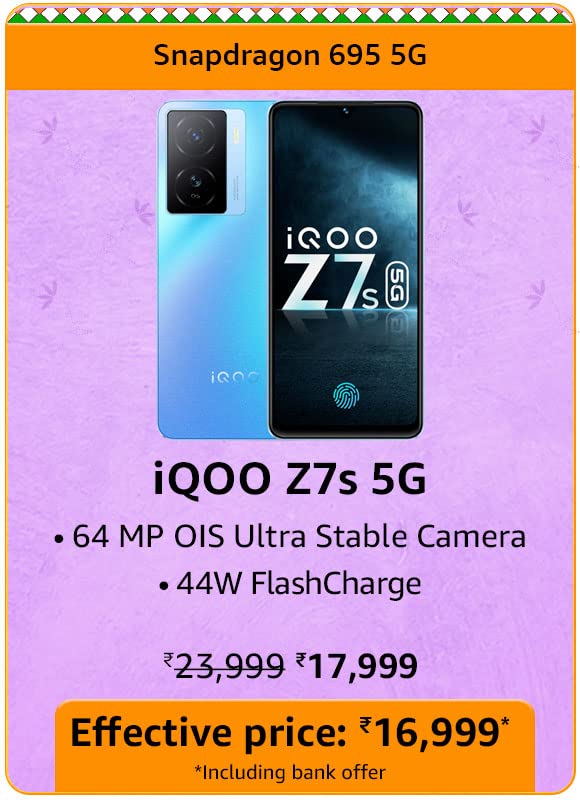 Snapdragon 695 5G
iQOO
Z7s 5G
iQOO
iQOO Z7s 5G
• 64 MP OIS Ultra Stable Camera
• 44W FlashCharge
₹23,999 ₹17,999
Effective price: ₹16,999*
*Including bank offer